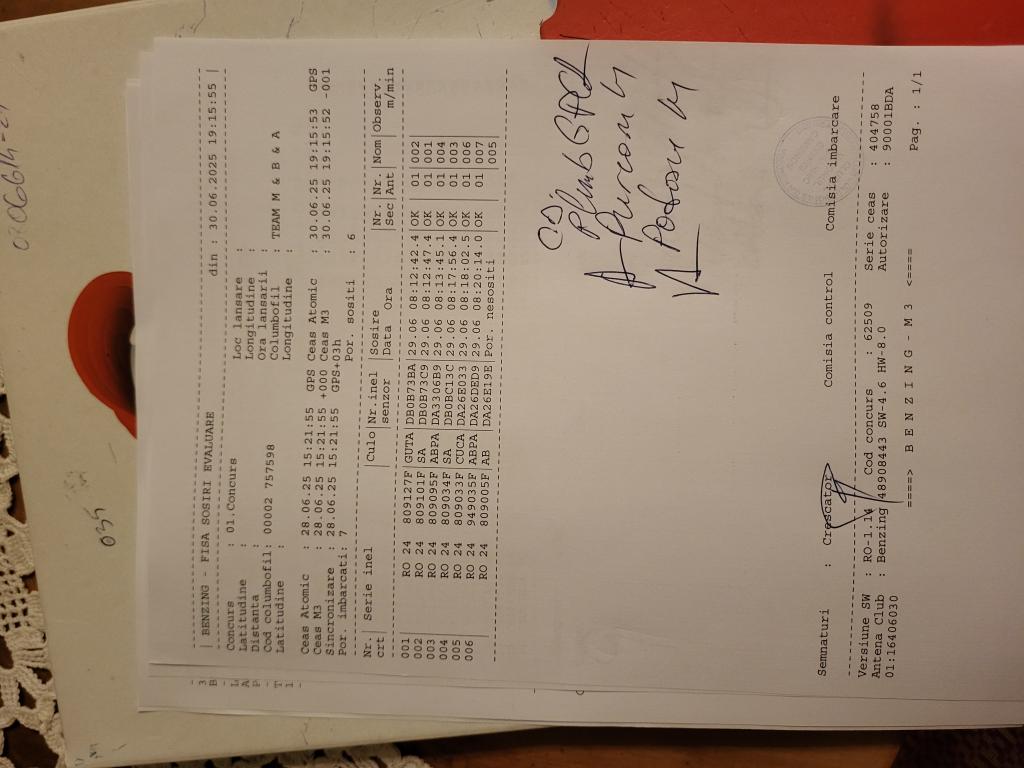 | BENZING - FISA SOSIRI EVALUARE din : 30.06.2025 19:15:55 |
Concurs : 01.Concurs Loc lansare :
Latitudine : Longitudine :
Distanta : Ora lansarii :
Cod columbofil: 00002 757598 Columbofil : TEAM M & B & A
Latitudine : Longitudine :
Ceas Atomic : 28.06.25 15:21:55 GPS Ceas Atomic : 30.06.25 19:15:53 GPS
Ceas M3 : 28.06.25 15:21:55 +000 Ceas M3 : 30.06.25 19:15:52 -001
Sincronizare : 28.06.25 15:21:55 GPS+03h
Por. imbarcati: 7 Por. sositi : 6
Nr.| Serie inel |Culo|Nr.inel |Sosire |Nr.|Nr.|Nom|Observ.
crt| senzor |Data Ora |Sec|Ant m/min
001 | RO 24 809127F|GUTA|DB0B73BA|29.06 08:12:42.4|OK |01|002|
002 | RO 24 809101F|SA |DB0B73C9|29.06 08:12:47.4|OK |01|001|
003 | RO 24 809095F|ABPA|DA3306B9|29.06 08:13:45.1|OK |01|004|
004 | RO 24 809034F|SA |DB0BC13C|29.06 08:17:56.4|OK |01|003|
005 | RO 24 809033F|CUCA|DA26E033|29.06 08:18:02.5|OK |01|006|
006 | RO 24 949035F|ABPA|DA26DED9|29.06 08:20:14.0|OK |01|007|
| RO 24 809005F|AB |DA26E19E|Por. nesositi |005|
Semnaturi : Crescator Comisia control Comisia imbarcare
Versiune SW : RO-1.14 Cod concurs : 62509 Serie ceas : 404758
Antena Club : Benzing 48908443 SW-4.6 HW-8.0 Autorizare : 90001BDA
01:16406030
====> B E N Z I N G - M 3 <==== Pag. : 1/1
035